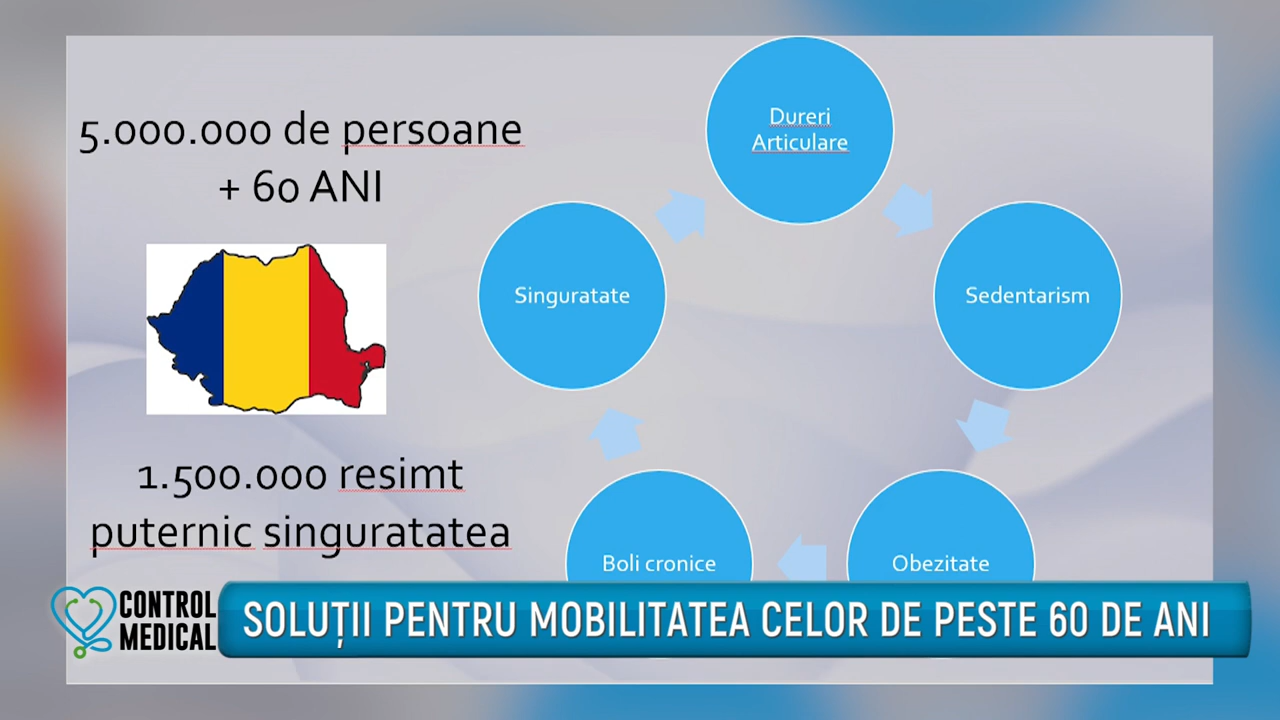 5.000.000 de persoane
+ 60 ANI
1.500.000 resimt
puternic singuratatea
Dureri
Articulare
Sedentarism
Obezitate
Boli cronice
Singuratate
CONTROL
MEDICAL
SOLUȚII PENTRU MOBILITATEA CELOR DE PESTE 60 DE ANI